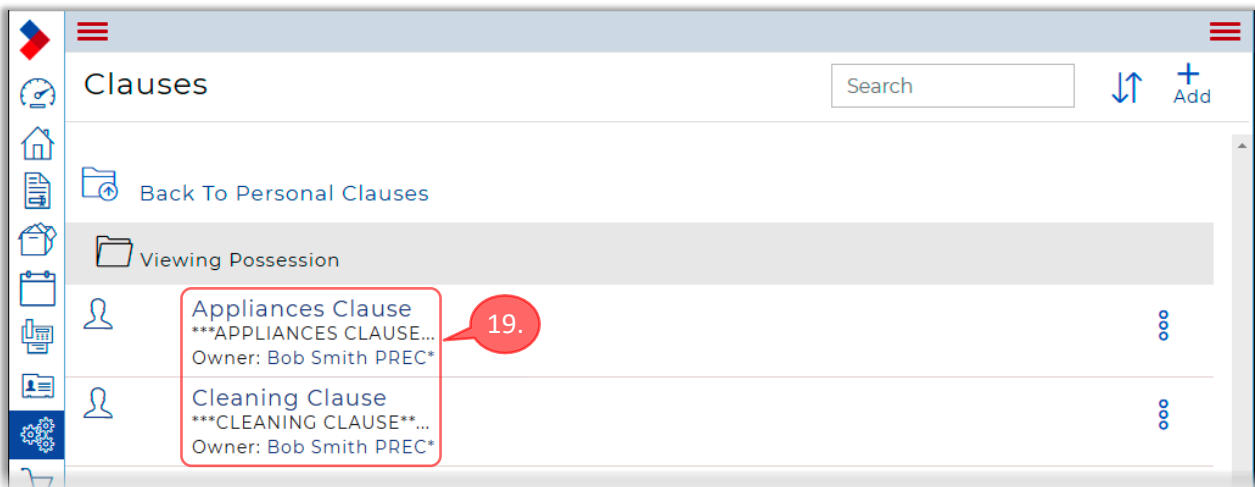 Clauses
Search
Add
Back To Personal Clauses
Viewing Possession
Appliances Clause
***APPLIANCES CLAUSE...
Owner: Bob Smith PREC*
19.
Cleaning Clause
***CLEANING CLAUSE**...
Owner: Bob Smith PREC*